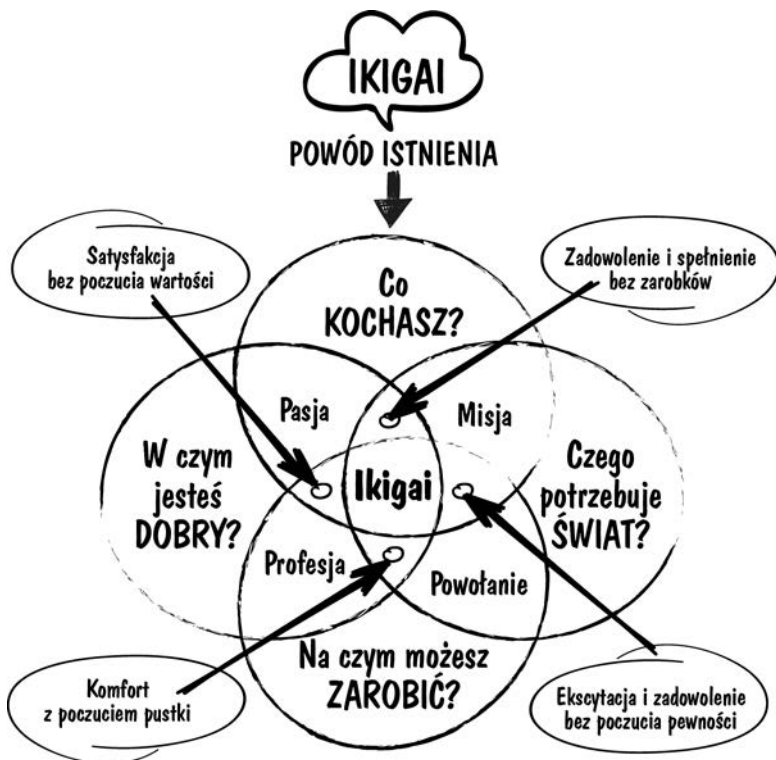 IKIGAI
POWÓD ISTNIENIA
Satysfakcja
bez poczucia wartości
Zadowolenie i spełnienie
bez zarobków
Co
KOCHASZ?
Pasja
Misja
W czym
jesteś
DOBRY?
Ikigai
Czego
potrzebuje
ŚWIAT?
Profesja
Powołanie
Na czym możesz
ZAROBIĆ?
Komfort
z poczuciem pustki
Ekscytacja i zadowolenie
bez poczucia pewności